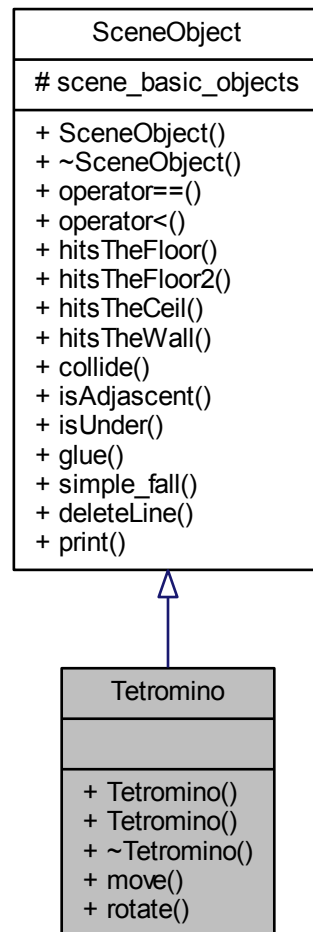 SceneObject
# scene_basic_objects
+ SceneObject()
+ ~SceneObject()
+ operator==()
+ operator<()
+ hitsTheFloor()
+ hitsTheFloor2()
+ hitsTheCeil()
+ hitsTheWall()
+ collide()
+ isAdjascent()
+ isUnder()
+ glue()
+ simple_fall()
+ deleteLine()
+ print()
Tetromino
+ Tetromino()
+ Tetromino()
+ ~Tetromino()
+ move()
+ rotate()